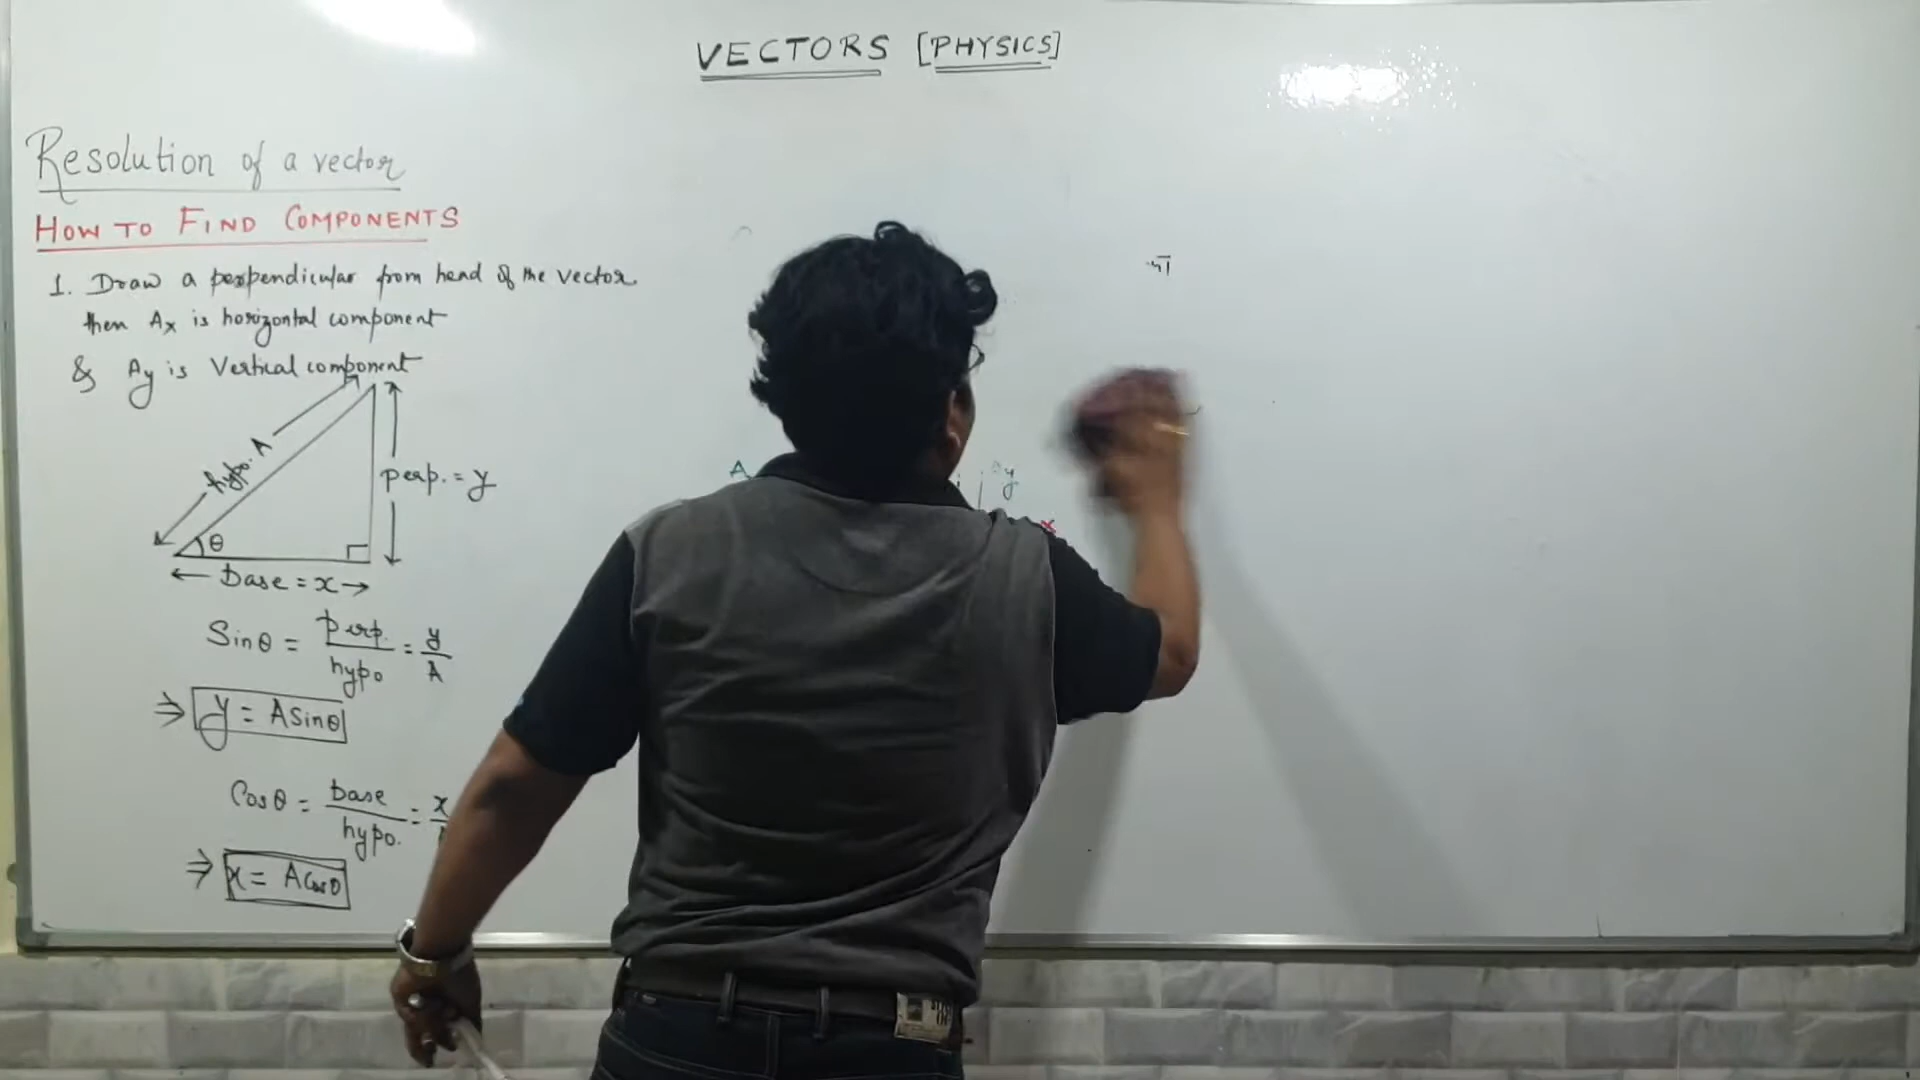 VECTORS [PHYSICS]
Resolution of a vector
HOW TO FIND COMPONENTS
1. Draw a perpendicular from head of the vector
then Ax is horizontal component
& Ay is Vertical component
hypo. A
perp. = y
θ
base = x
Sinθ = perp. / hypo = y / A
⇒ y = ASinθ
Cosθ = base / hypo. = x
⇒ x = ACosθ
A
y
x